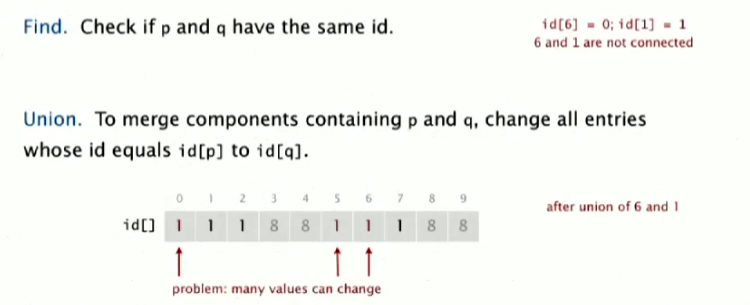 Find. Check if p and q have the same id.
id[6] = 0; id[1] = 1
6 and 1 are not connected
Union. To merge components containing p and q, change all entries
whose id equals id[p] to id[q].
0 1 2 3 4 5 6 7 8 9
id[] 1 1 1 8 8 1 1 1 8 8
after union of 6 and 1
problem: many values can change